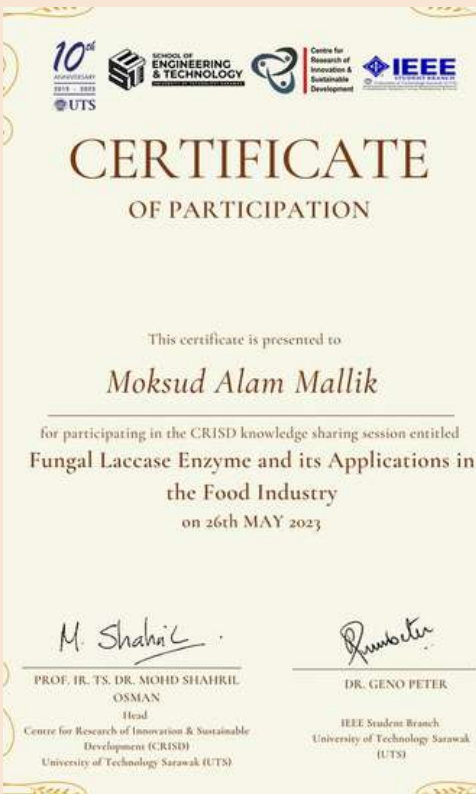 10th
ANNIVERSARY
2013 - 2023
UTS
SCHOOL OF
ENGINEERING
& TECHNOLOGY
UNIVERSITY OF TECHNOLOGY SARAWAK
Centre for
Research of
Innovation &
Sustainable
Development
IEEE
STUDENT BRANCH
CERTIFICATE
OF PARTICIPATION
This certificate is presented to
Moksud Alam Mallik
for participating in the CRISD knowledge sharing session entitled
Fungal Laccase Enzyme and its Applications in
the Food Industry
on 26th MAY 2023
M. Shahril
PROF. IR. TS. DR. MOHD SHAHRIL
OSMAN
Head
Centre for Research of Innovation & Sustainable
Development (CRISD)
University of Technology Sarawak (UTS)
DR. GENO PETER
IEEE Student Branch
University of Technology Sarawak
(UTS)